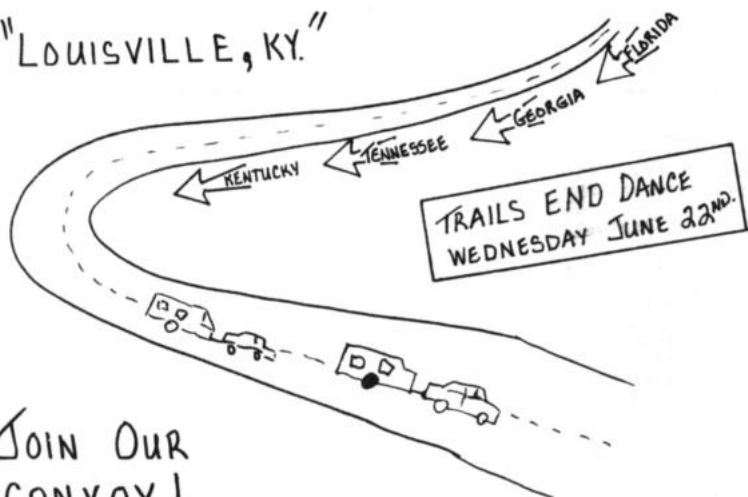 "LOUISVILLE, KY."
FLORIDA
GEORGIA
TENNESSEE
KENTUCKY
TRAILS END DANCE
WEDNESDAY JUNE 22ND.
JOIN OUR
CONVOY!